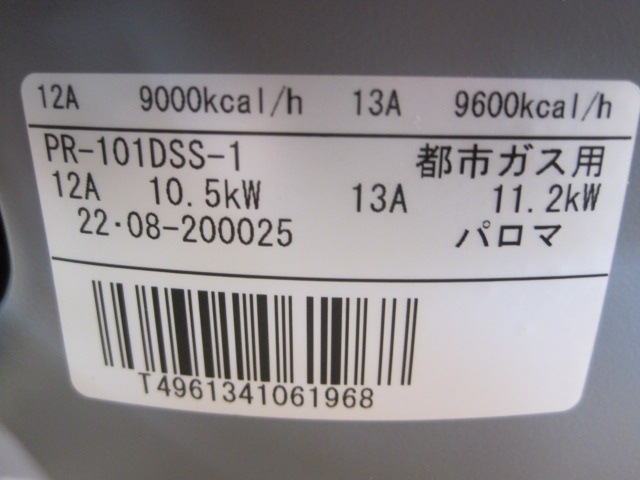 12A 9000kcal/h 13A 9600kcal/h
PR-101DSS-1 都市ガス用
12A 10.5kW 13A 11.2kW
22・08-200025 パロマ
T4961341061968